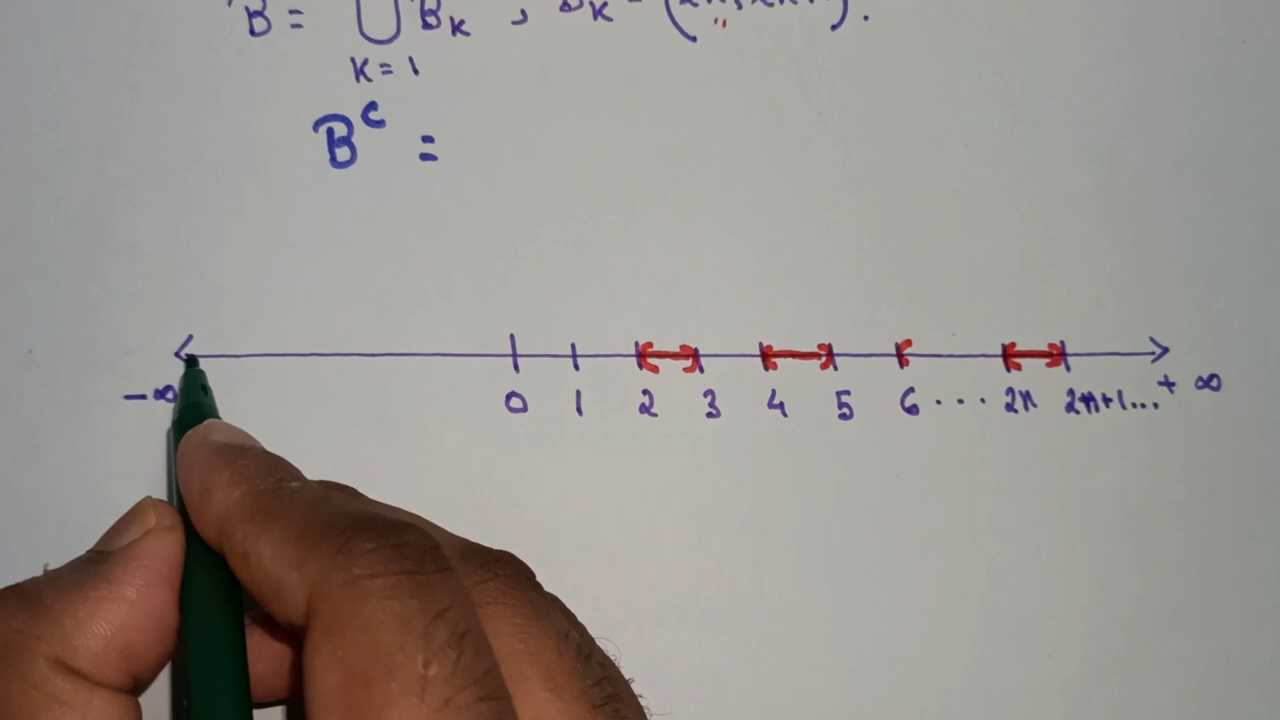 B = ⋃ B_K ,
K = 1
B^C =
-∞ 0 1 2 3 4 5 6 ... 2n 2n+1... + ∞